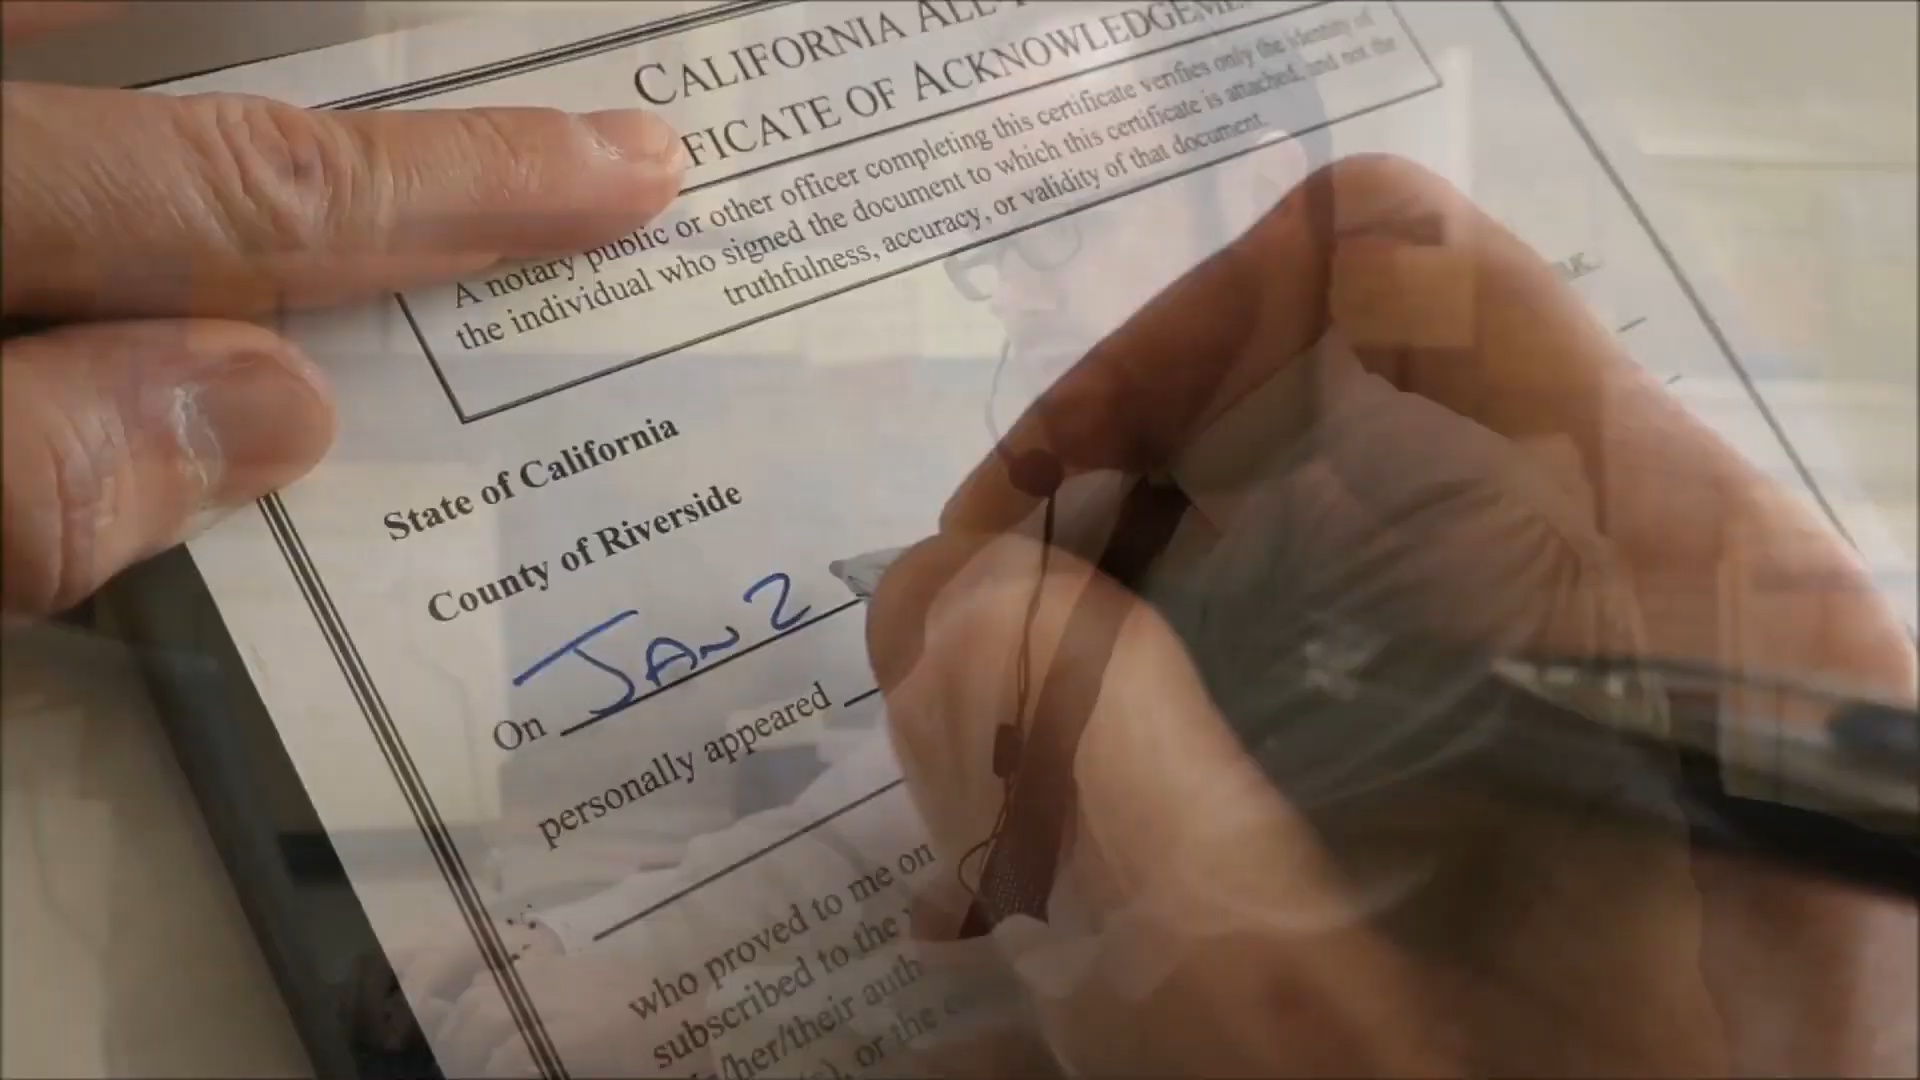 CALIFORNIA ALL-
FICATE OF ACKNOWLEDGEME
A notary public or other officer completing this certificate verifies only the identity of
the individual who signed the document to which this certificate is attached, and not the
truthfulness, accuracy, or validity of that document.
State of California
County of Riverside
On JAN 2
personally appeared
who proved to me on
subscribed to the
/her/their auth
or the